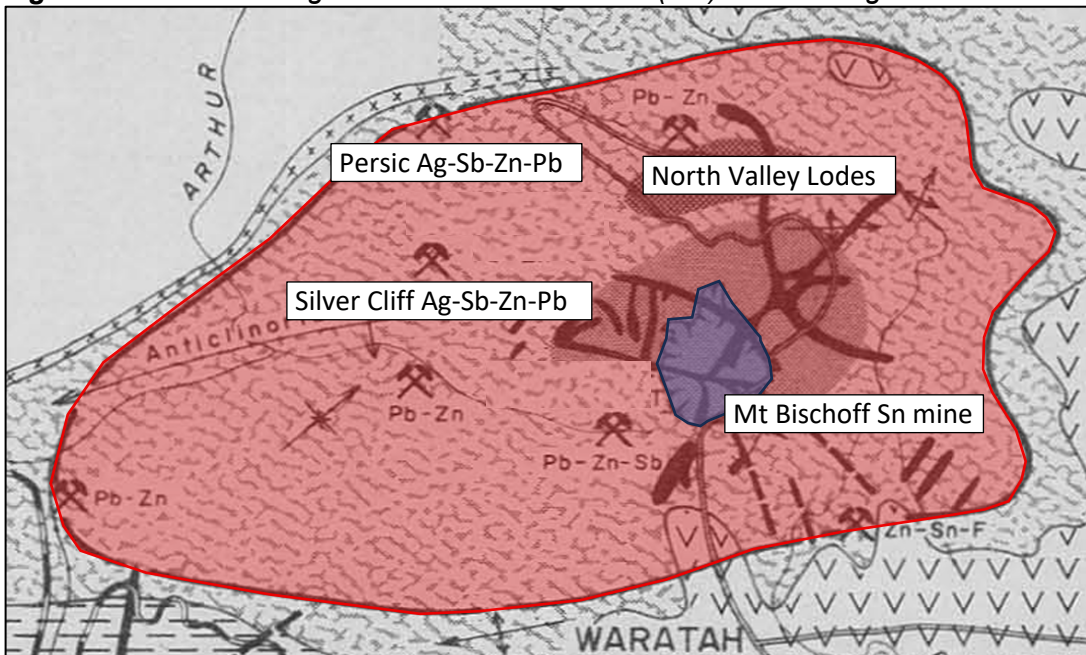 ARTHUR
Pb-Zn
Persic Ag-Sb-Zn-Pb
North Valley Lodes
Silver Cliff Ag-Sb-Zn-Pb
Pb-Zn
Mt Bischoff Sn mine
Pb-Zn-Sb
Pb-Zn
Zn-Sn-F
WARATAH